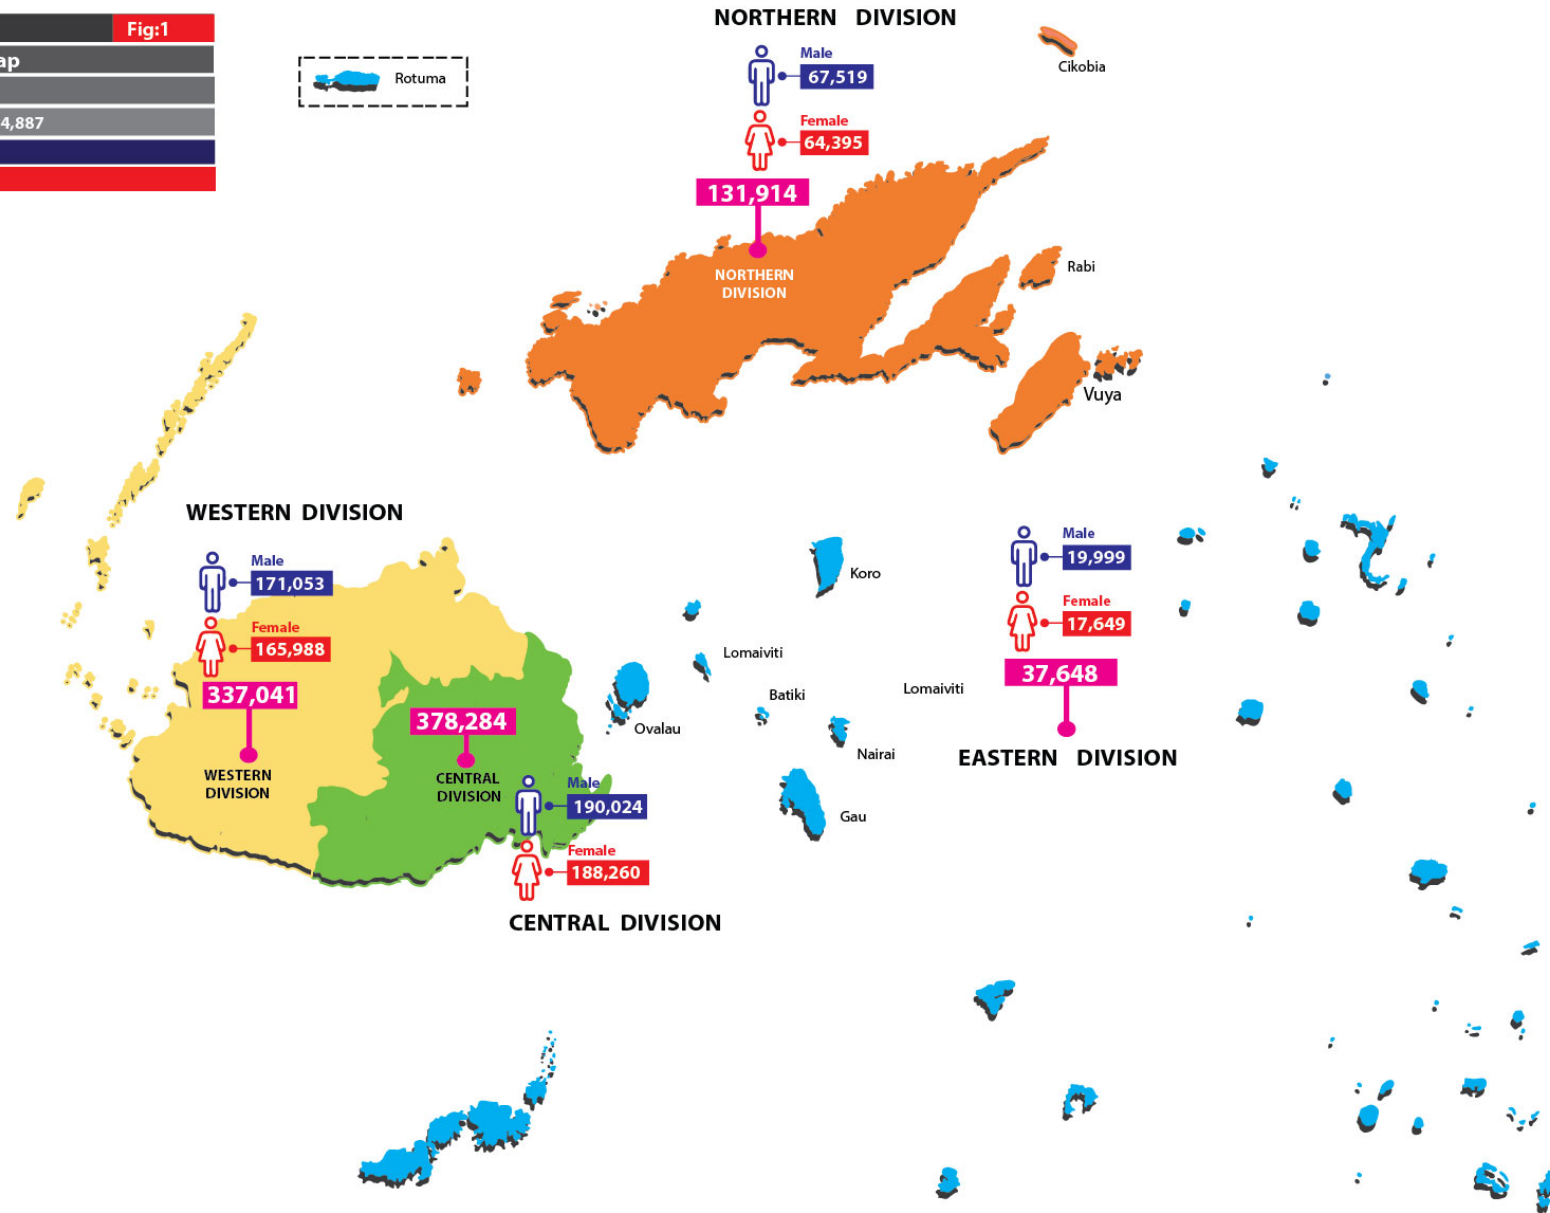 Fig:1
ap
4,887
Rotuma
NORTHERN DIVISION
Male
67,519
Female
64,395
131,914
NORTHERN
DIVISION
Cikobia
Rabi
Vuya
WESTERN DIVISION
Male
171,053
Female
165,988
337,041
WESTERN
DIVISION
378,284
CENTRAL
DIVISION
Male
190,024
Female
188,260
CENTRAL DIVISION
Koro
Lomaiviti
Ovalau
Batiki
Nairai
Gau
Lomaiviti
Male
19,999
Female
17,649
37,648
EASTERN DIVISION